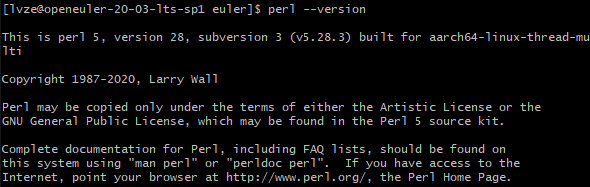 [lvze@openeuler-20-03-lts-sp1 euler]$ perl --version
This is perl 5, version 28, subversion 3 (v5.28.3) built for aarch64-linux-thread-mu
lti
Copyright 1987-2020, Larry Wall
Perl may be copied only under the terms of either the Artistic License or the
GNU General Public License, which may be found in the Perl 5 source kit.
Complete documentation for Perl, including FAQ lists, should be found on
this system using "man perl" or "perldoc perl".  If you have access to the
Internet, point your browser at http://www.perl.org/, the Perl Home Page.